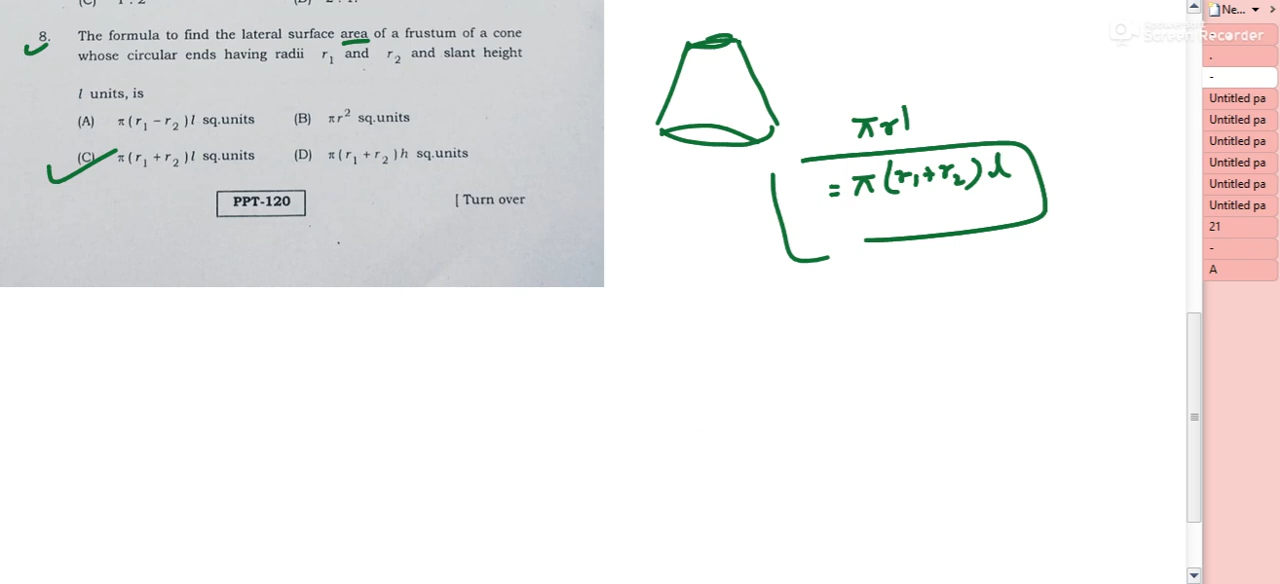 8. The formula to find the lateral surface area of a frustum of a cone
whose circular ends having radii r₁ and r₂ and slant height
l units, is
(A) π ( r₁ − r₂ ) l sq.units (B) πr² sq.units
(C) π ( r₁ + r₂ ) l sq.units (D) π ( r₁ + r₂ ) h sq.units
PPT-120 [ Turn over
πrl
= π (r₁+r₂) l
Screen Recorder
Ne...
.
-
Untitled pa
Untitled pa
Untitled pa
Untitled pa
Untitled pa
Untitled pa
21
-
A